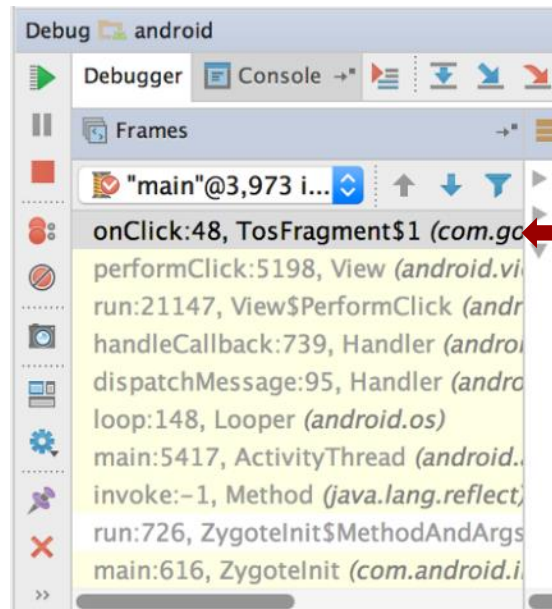 Debug android
Debugger Console
Frames
"main"@3,973 i...
onClick:48, TosFragment$1 (com.go
performClick:5198, View (android.vi
run:21147, View$PerformClick (andr
handleCallback:739, Handler (androi
dispatchMessage:95, Handler (andro
loop:148, Looper (android.os)
main:5417, ActivityThread (android.
invoke:-1, Method (java.lang.reflect)
run:726, ZygoteInit$MethodAndArgs
main:616, ZygoteInit (com.android.i